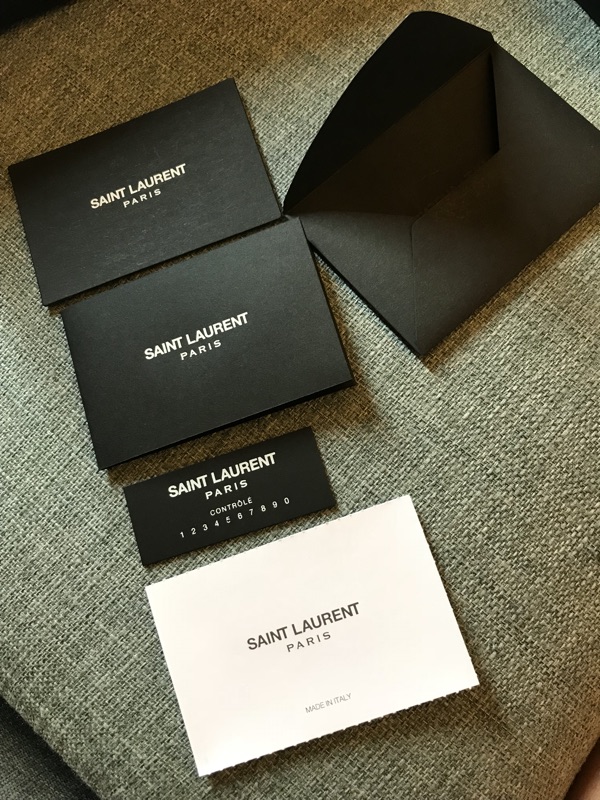 SAINT LAURENT
PARIS
SAINT LAURENT
PARIS
SAINT LAURENT
PARIS
CONTRÔLE
1 2 3 4 5 6 7 8 9 0
SAINT LAURENT
PARIS
MADE IN ITALY